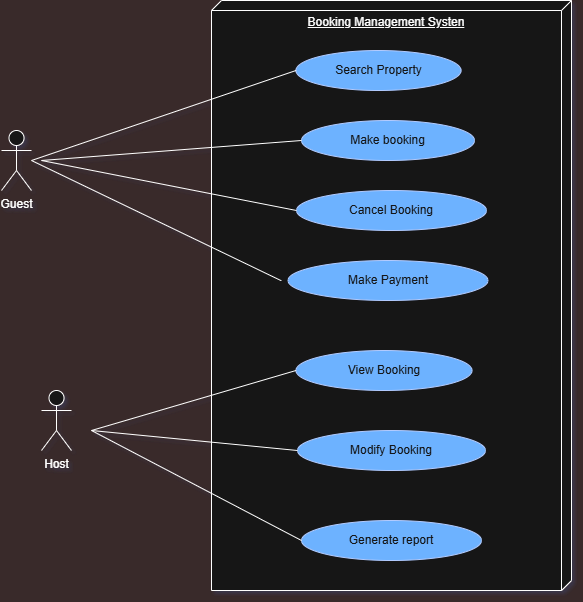 Booking Management Systen
Search Property
Make booking
Guest
Cancel Booking
Make Payment
View Booking
Modify Booking
Host
Generate report